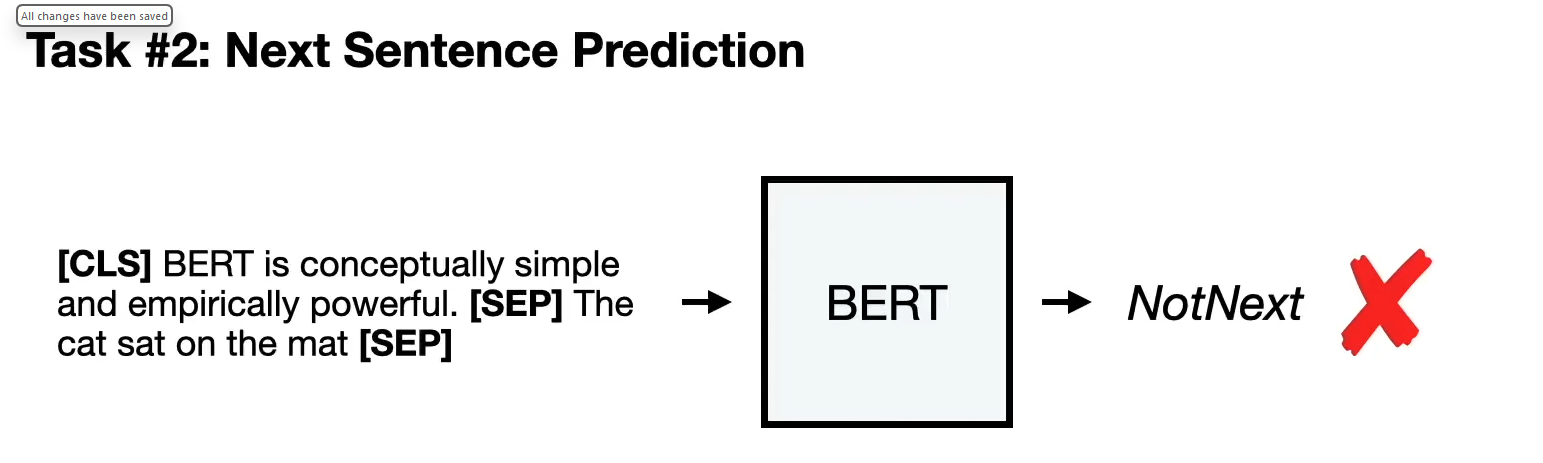 All changes have been saved
Task #2: Next Sentence Prediction
[CLS] BERT is conceptually simple
and empirically powerful. [SEP] The
cat sat on the mat [SEP]
BERT
NotNext